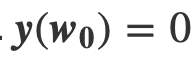 . y(w₀) = 0